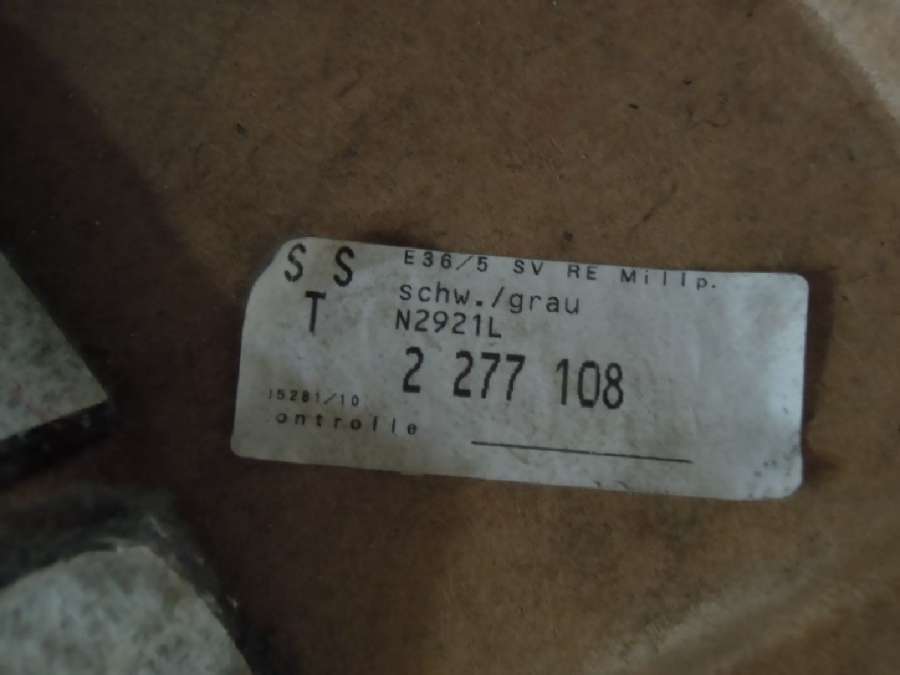 S S
T
E36/5 SV RE Millp.
schw./grau
N2921L
2 277 108
15281/10
ontrolle